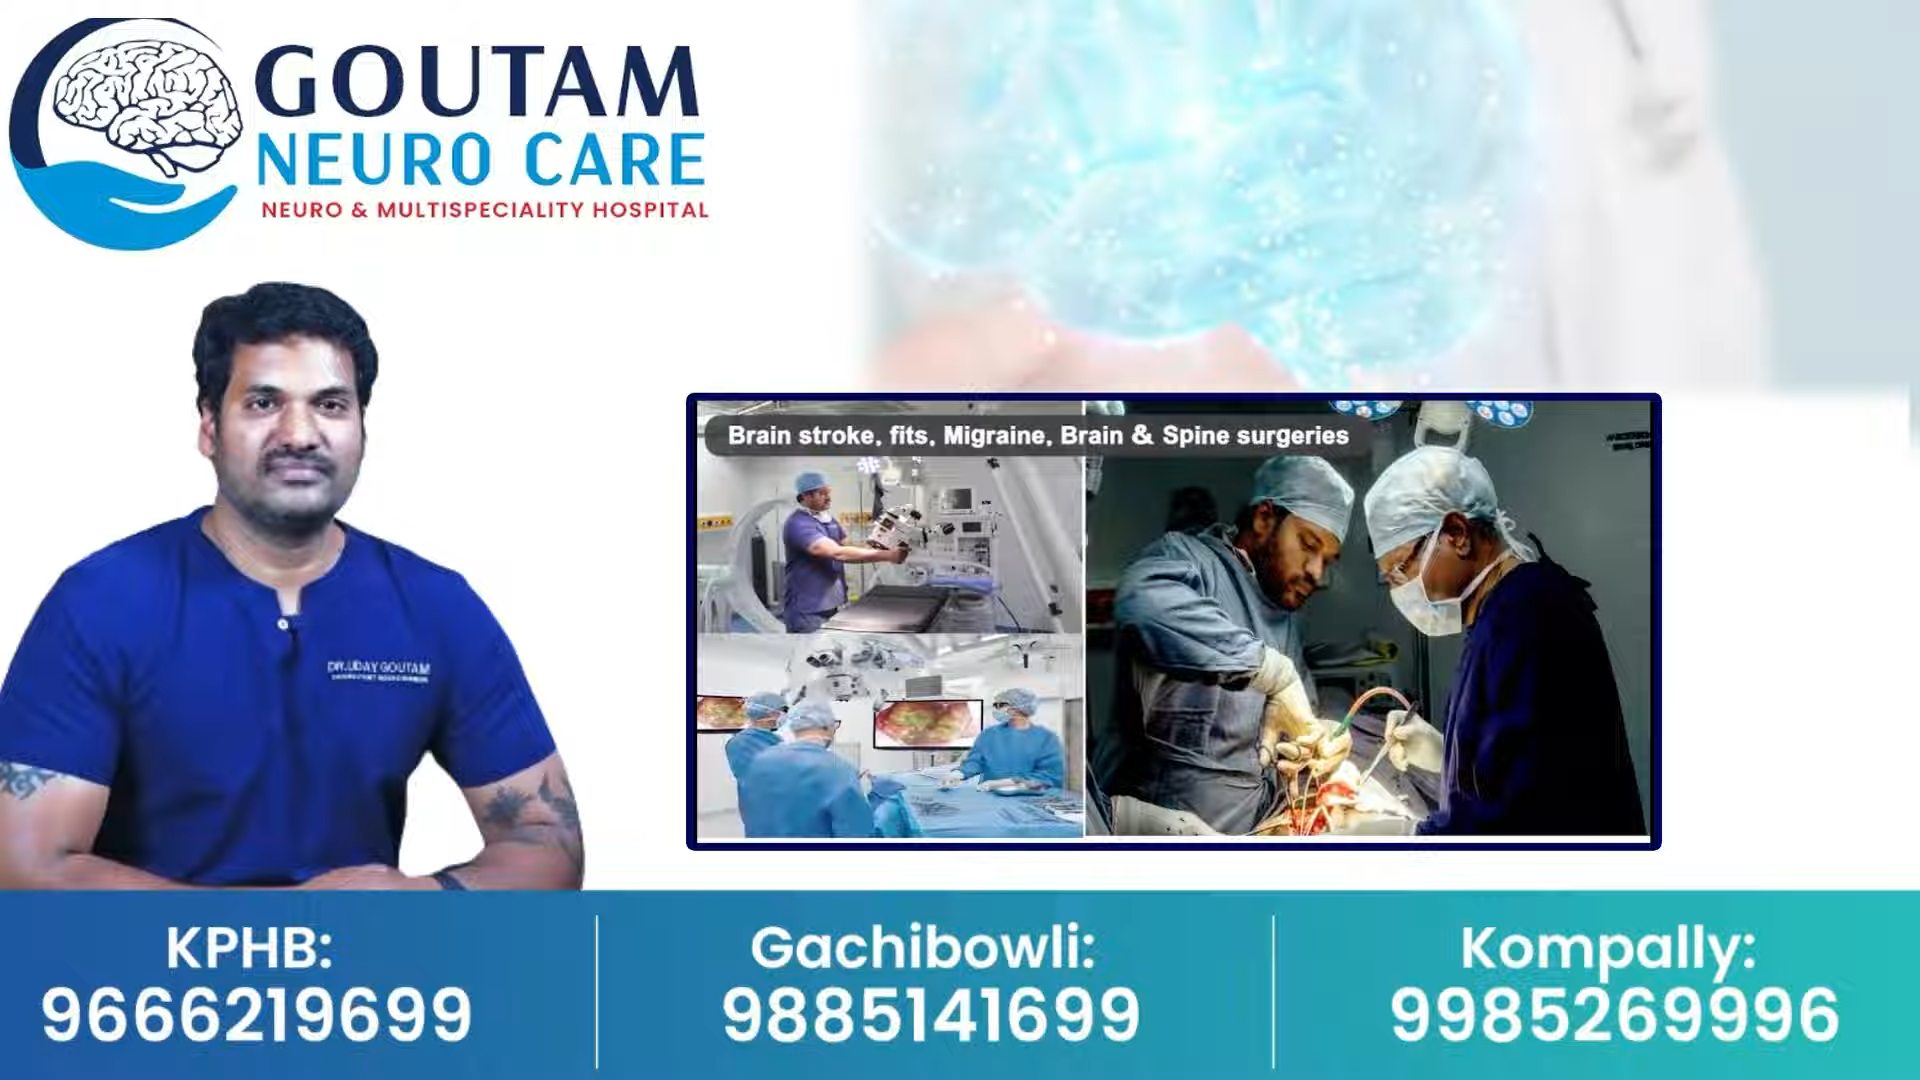 GOUTAM
NEURO CARE
NEURO & MULTISPECIALITY HOSPITAL
Brain stroke, fits, Migraine, Brain & Spine surgeries
DR.UDAY GOUTAM
KPHB:
9666219699
Gachibowli:
9885141699
Kompally:
9985269996